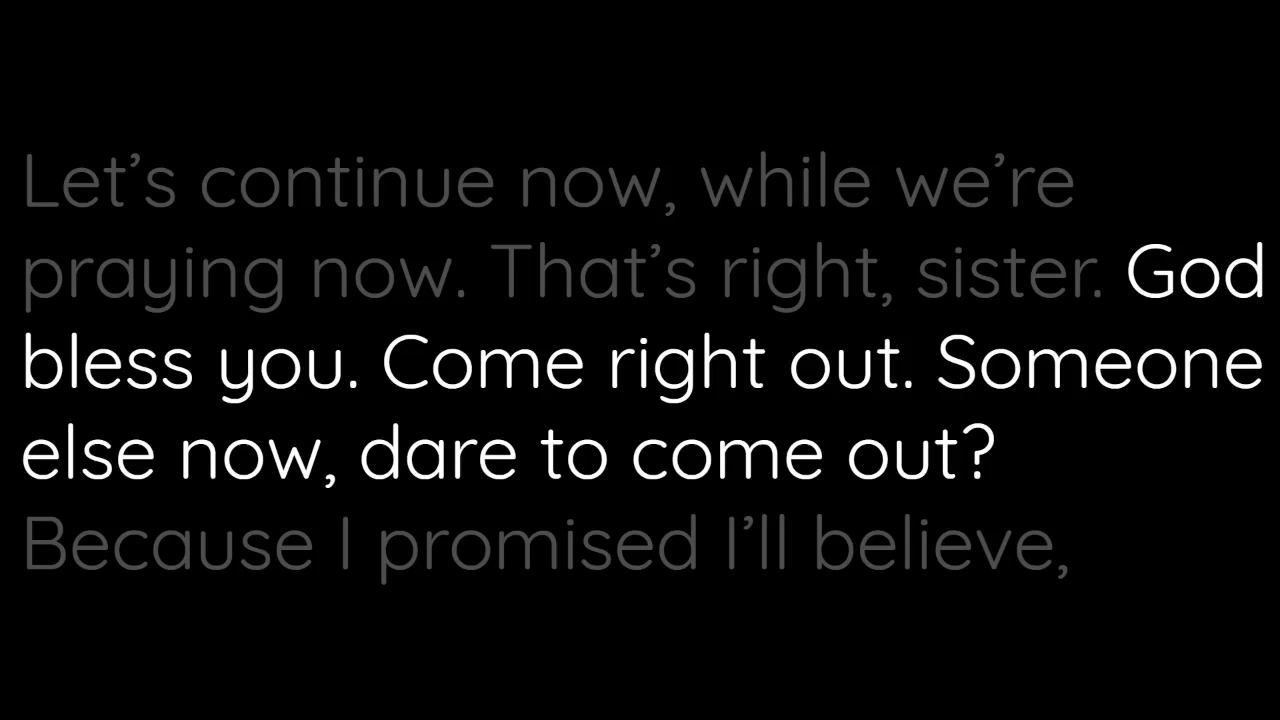 Let’s continue now, while we’re
praying now. That’s right, sister. God
bless you. Come right out. Someone
else now, dare to come out?
Because I promised I’ll believe,